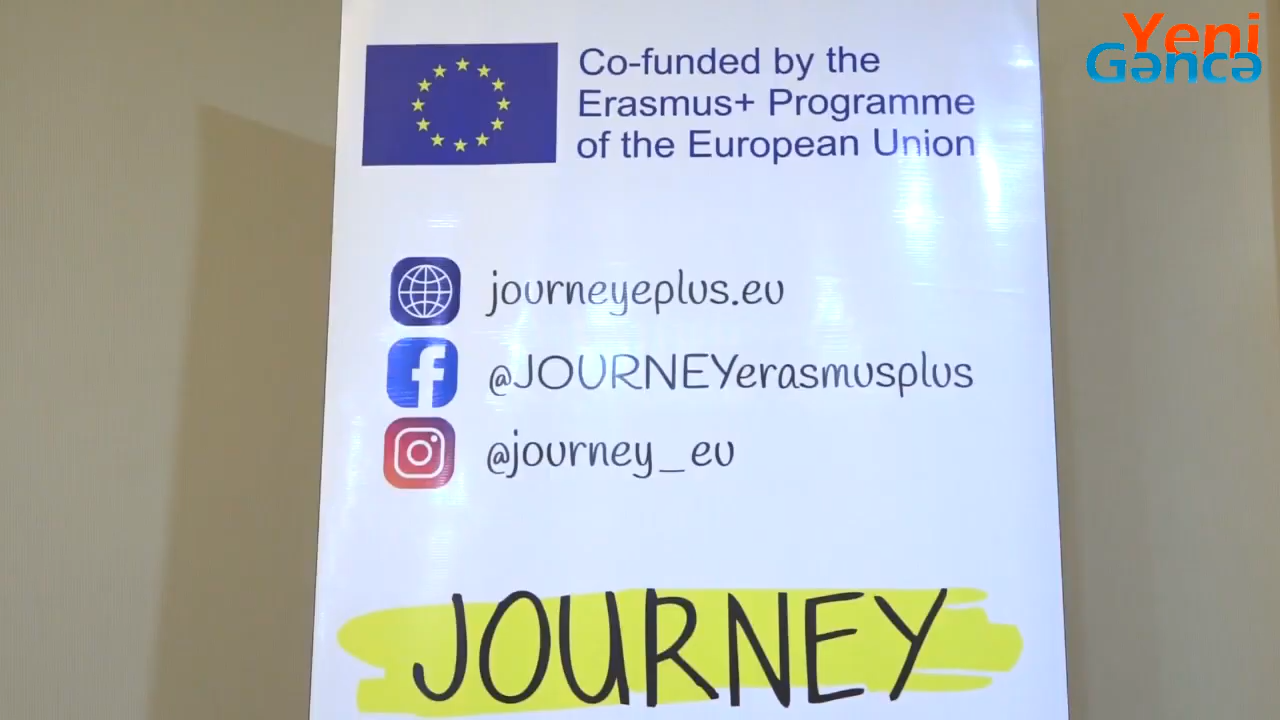 Yeni
Gəncə
Co-funded by the
Erasmus+ Programme
of the European Union
journeyeplus.eu
@JOURNEYerasmusplus
@journey_eu
JOURNEY